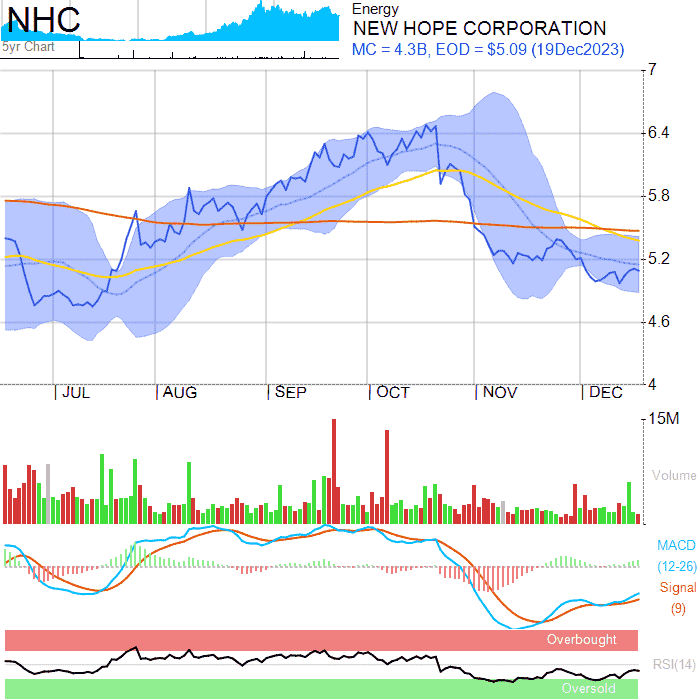 NHC
5yr Chart
Energy
NEW HOPE CORPORATION
MC = 4.3B, EOD = $5.09 (19Dec2023)
7
6.4
5.8
5.2
4.6
4
JUL AUG SEP OCT NOV DEC
15M
Volume
MACD
(12-26)
Signal
(9)
Overbought
RSI(14)
Oversold